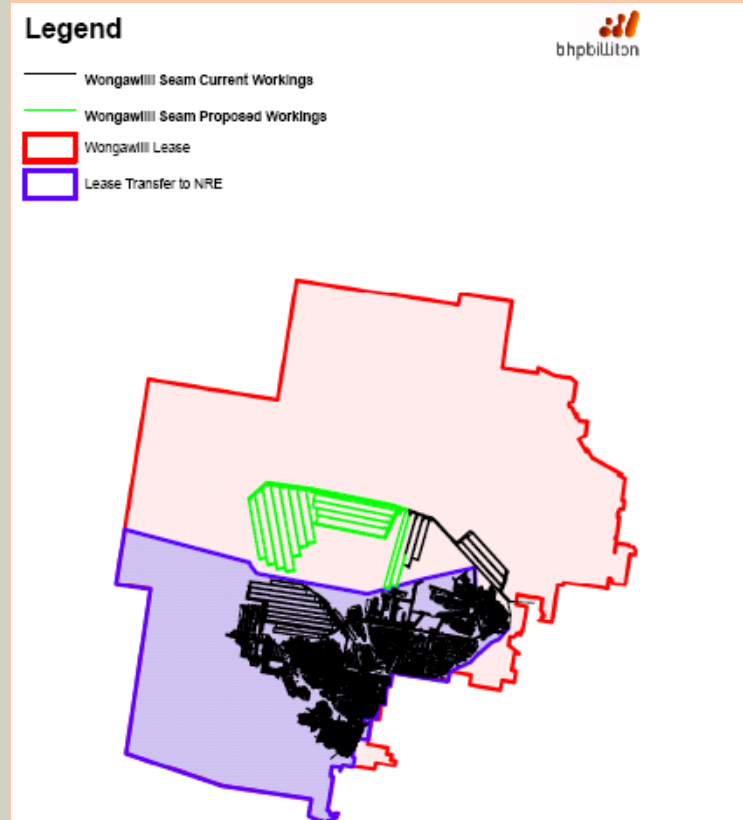 Legend
bhpbilliton
Wongawilli Seam Current Workings
Wongawilli Seam Proposed Workings
Wongawilli Lease
Lease Transfer to NRE